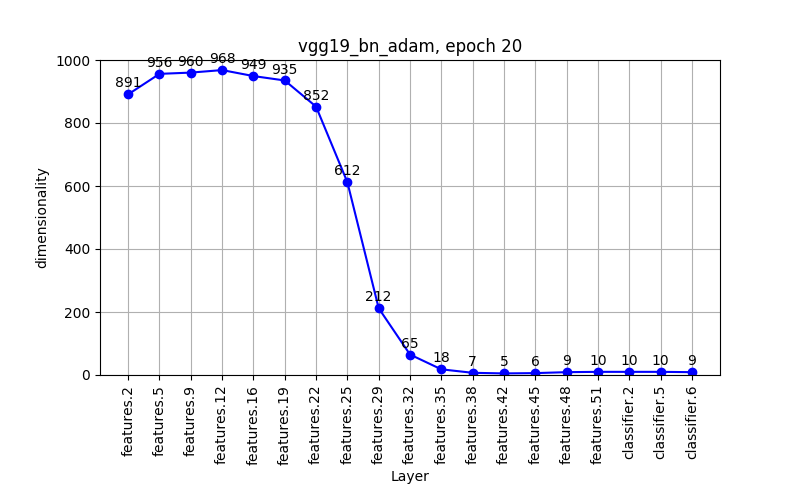 vgg19_bn_adam, epoch 20
dimensionality
1000
800
600
400
200
0
891 956 960 968 949 935 852 612 212 65 18 7 5 6 9 10 10 10 9
features.2
features.5
features.9
features.12
features.16
features.19
features.22
features.25
features.29
features.32
features.35
features.38
features.42
features.45
features.48
features.51
classifier.2
classifier.5
classifier.6
Layer